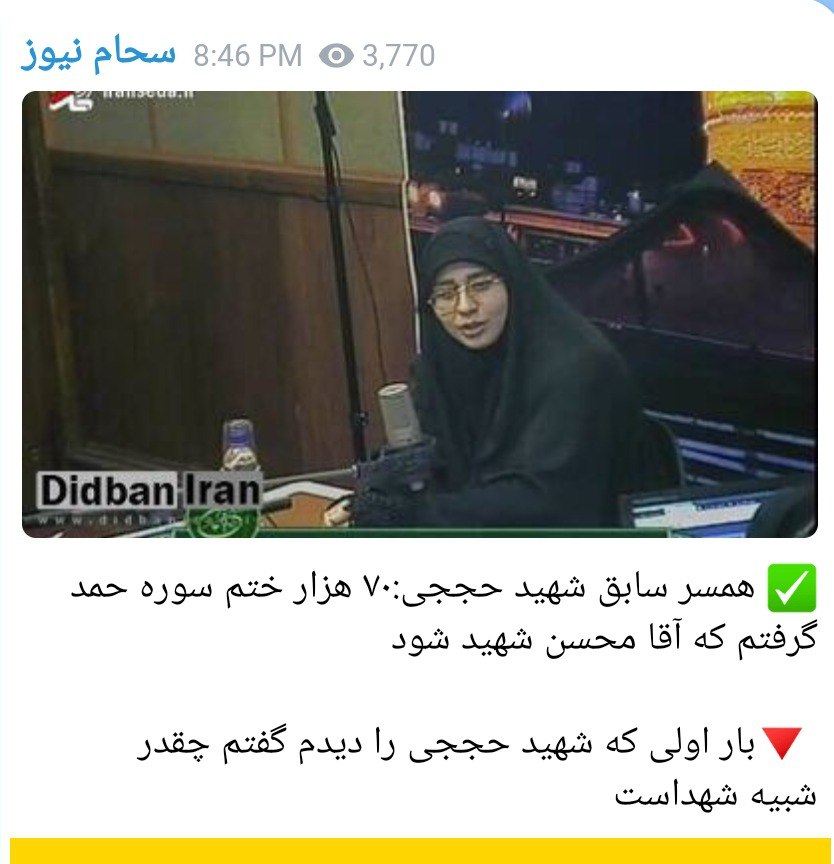 سحام نیوز 8:46 PM 3,770
Didban Iran
✅ همسر سابق شهید حججی:۷۰ هزار ختم سوره حمد
گرفتم که آقا محسن شهید شود
🔻بار اولی که شهید حججی را دیدم گفتم چقدر
شبیه شهداست